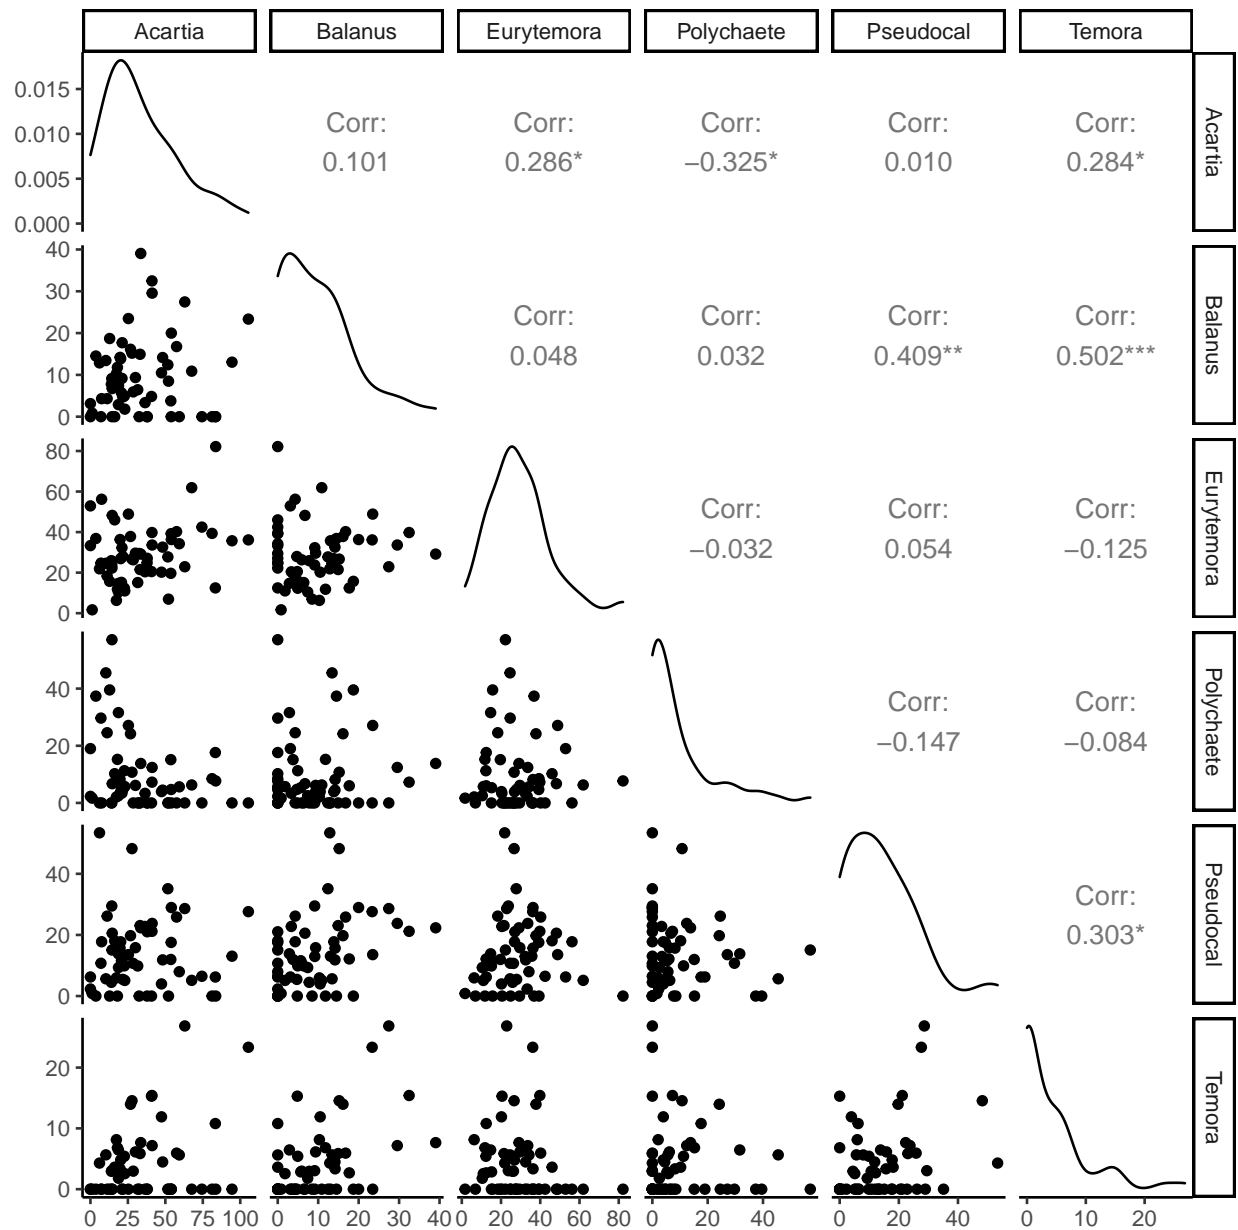 Acartia Balanus Eurytemora Polychaete Pseudocal Temora
0.015
0.010
0.005
0.000
Corr: Corr: Corr: Corr: Corr:
0.101 0.286* −0.325* 0.010 0.284*
Acartia
40
30
20
10
0
Corr: Corr: Corr: Corr:
0.048 0.032 0.409** 0.502***
Balanus
80
60
40
20
0
Corr: Corr: Corr:
−0.032 0.054 −0.125
Eurytemora
40
20
0
Corr: Corr:
−0.147 −0.084
Polychaete
40
20
0
Corr:
0.303*
Pseudocal
20
10
0
Temora
0 25 50 75 100 0 10 20 30 40 0 20 40 60 80 0 20 40 0 20 40 0 10 20